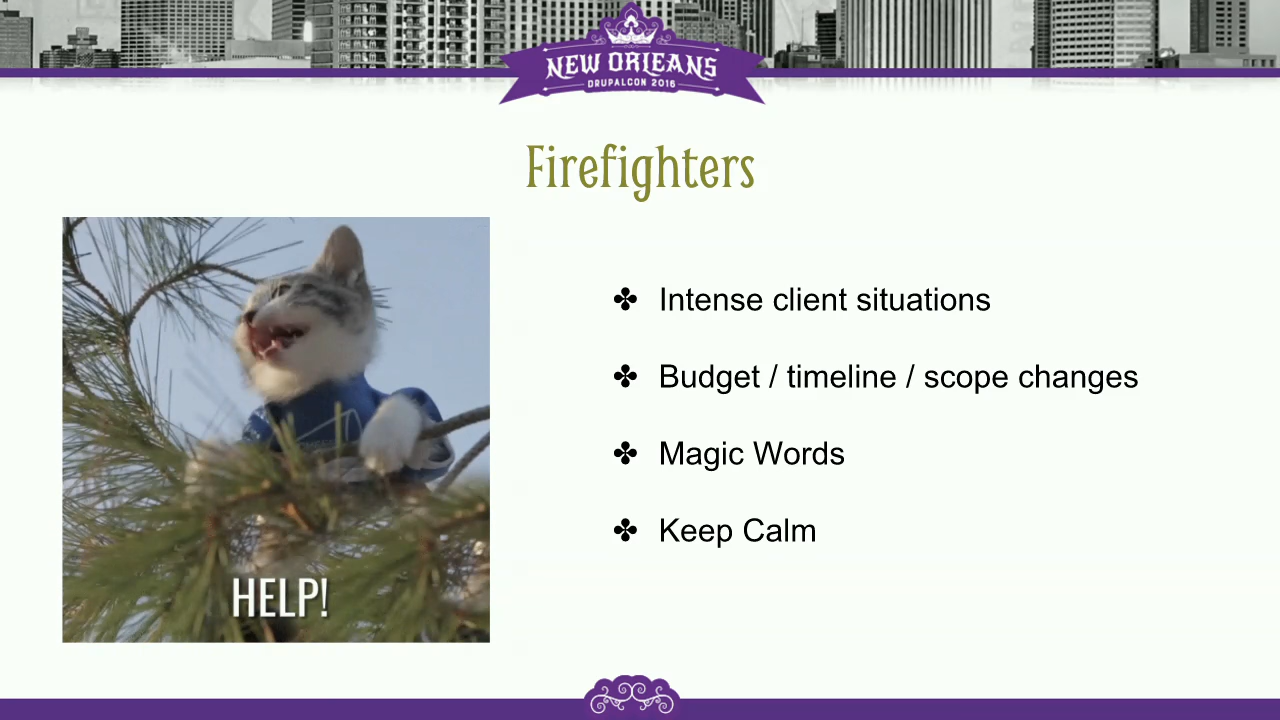 NEW ORLEANS
DRUPALCON 2016
Firefighters
Intense client situations
Budget / timeline / scope changes
Magic Words
Keep Calm
HELP!